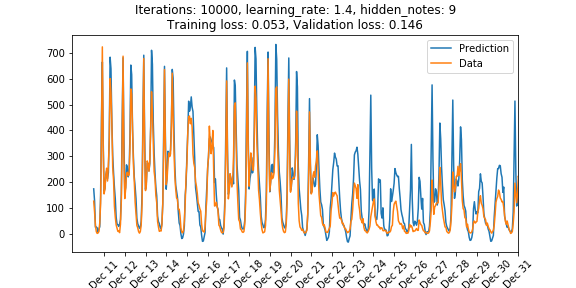 Iterations: 10000, learning_rate: 1.4, hidden_notes: 9
Training loss: 0.053, Validation loss: 0.146
Prediction
Data
700
600
500
400
300
200
100
0
Dec 11
Dec 12
Dec 13
Dec 14
Dec 15
Dec 16
Dec 17
Dec 18
Dec 19
Dec 20
Dec 21
Dec 22
Dec 23
Dec 24
Dec 25
Dec 26
Dec 27
Dec 28
Dec 29
Dec 30
Dec 31